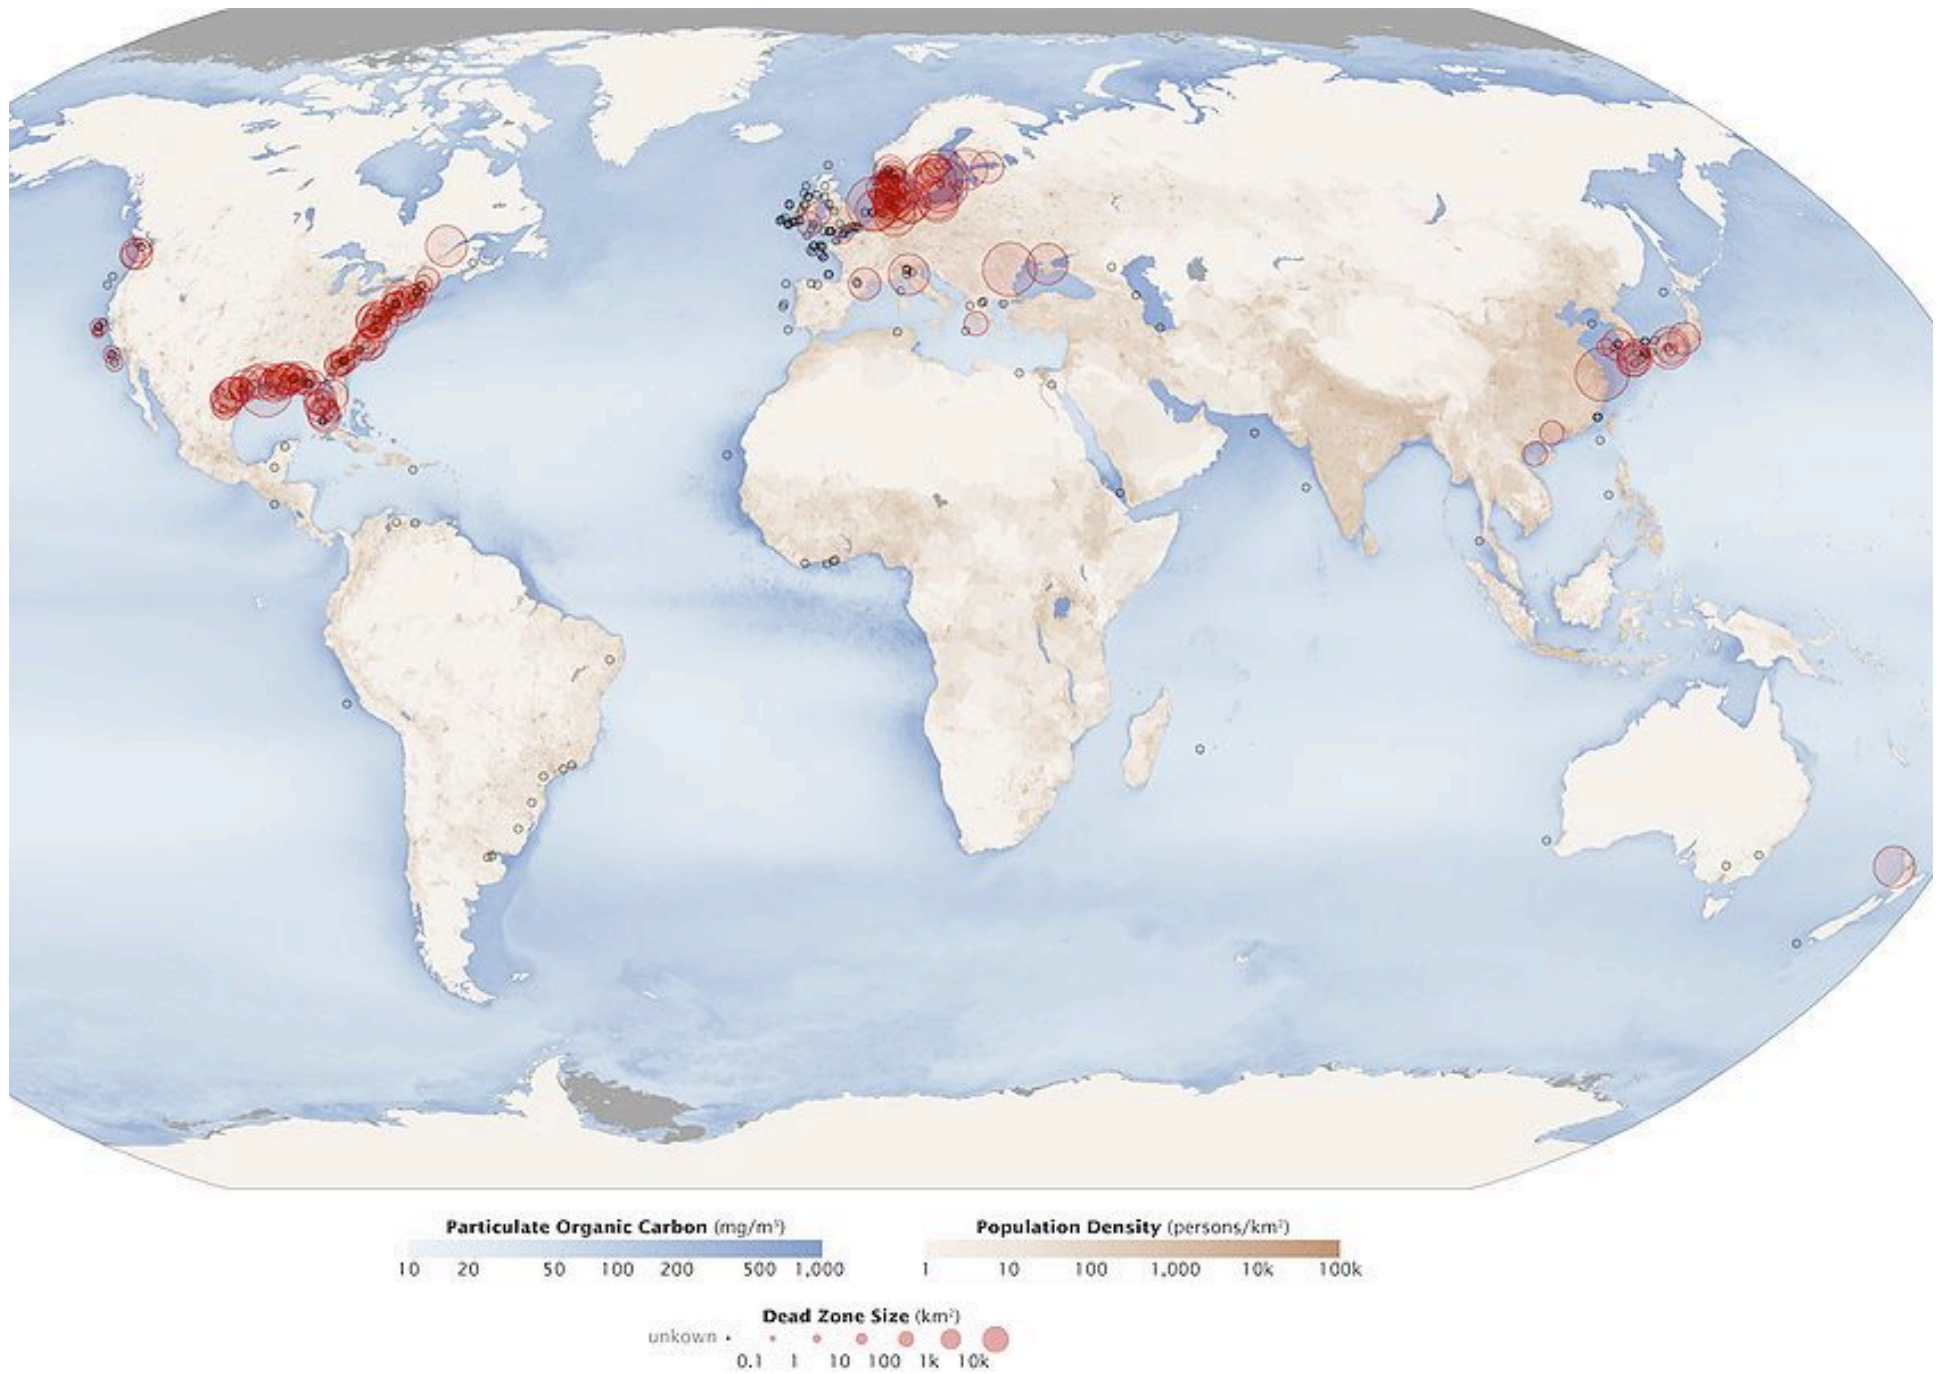 Particulate Organic Carbon (mg/m³)
10 20 50 100 200 500 1,000
Population Density (persons/km²)
1 10 100 1,000 10k 100k
Dead Zone Size (km²)
unkown
0.1 1 10 100 1k 10k